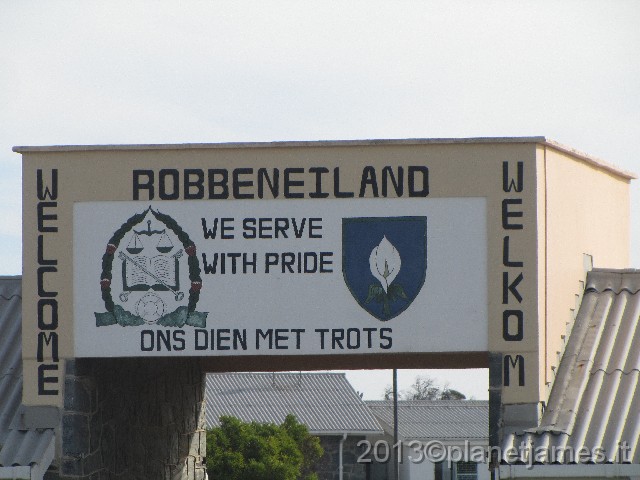 ROBBENEILAND
WELCOME
WE SERVE
WITH PRIDE
ONS DIEN MET TROTS
WELKOM
2013©planetjames.it